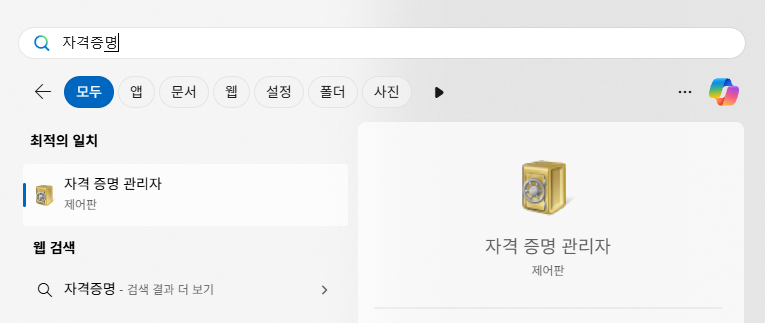 자격증명
모두 앱 문서 웹 설정 폴더 사진 ...
최적의 일치
자격 증명 관리자
제어판
웹 검색
자격증명 - 검색 결과 더 보기
자격 증명 관리자
제어판